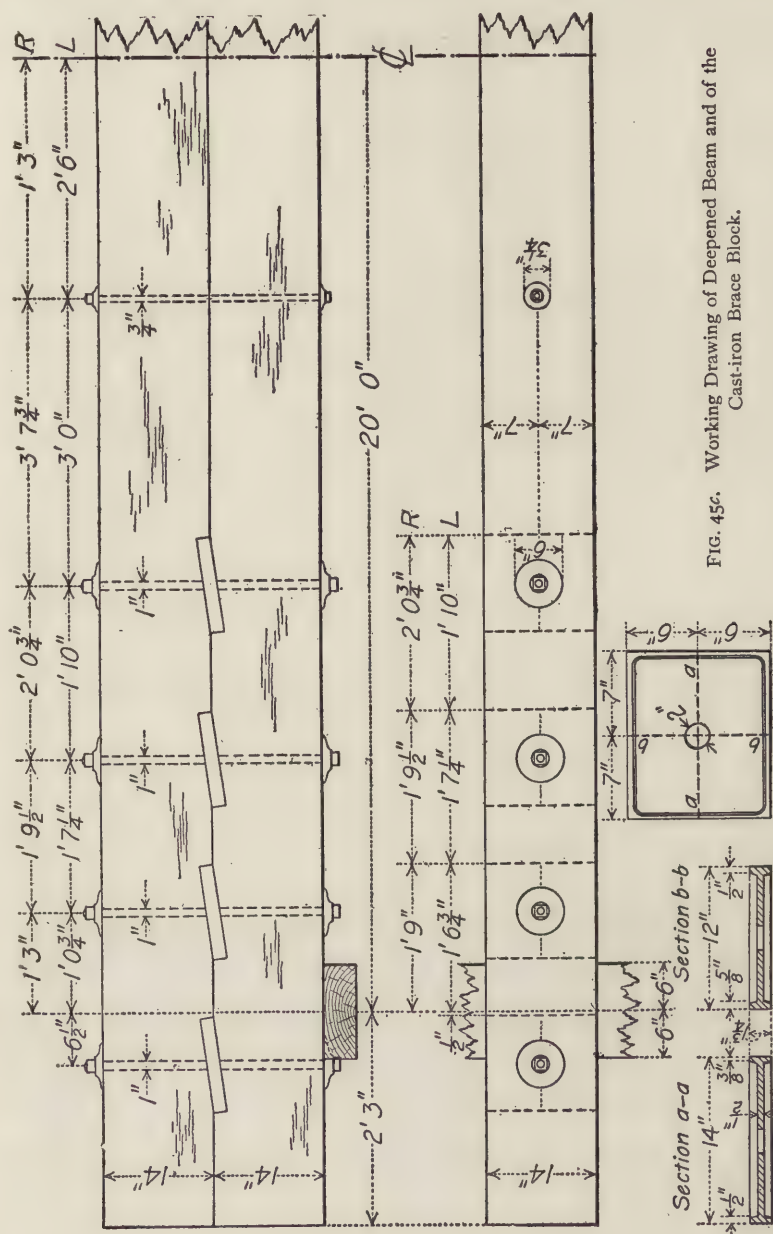 1' 3" 1' 9½" 2' 0¾" 3' 7¾" 1' 3" R
6½" 1' 0¾" 1' 7¼" 1' 10" 3' 0" 2' 6" L
1" 1" 1" 1" ¾"
14"
14"
2' 3" 20' 0" ℄
1' 9" 1' 9½" 2' 0¾" R
1' 6¾" 1' 7¼" 1' 10" L
14" ½" 6" 6" 6" 7" 7" 3¼"
Section a-a Section b-b
14" 12"
½" ⅜" ⅝" ½"
7" 7"
6" 6"
a a
b b
2"
FIG. 45c. Working Drawing of Deepened Beam and of the
Cast-iron Brace Block.